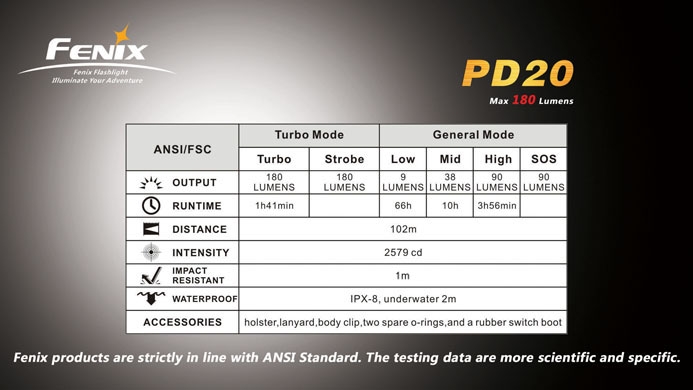 FENIX
Fenix Flashlight
Illuminate Your Adventure
PD20
Max 180 Lumens
ANSI/FSC Turbo Mode General Mode
Turbo Strobe Low Mid High SOS
OUTPUT 180 LUMENS 180 LUMENS 9 LUMENS 38 LUMENS 90 LUMENS 90 LUMENS
RUNTIME 1h41min 66h 10h 3h56min
DISTANCE 102m
INTENSITY 2579 cd
IMPACT RESISTANT 1m
WATERPROOF IPX-8, underwater 2m
ACCESSORIES holster,lanyard,body clip,two spare o-rings,and a rubber switch boot
Fenix products are strictly in line with ANSI Standard. The testing data are more scientific and specific.